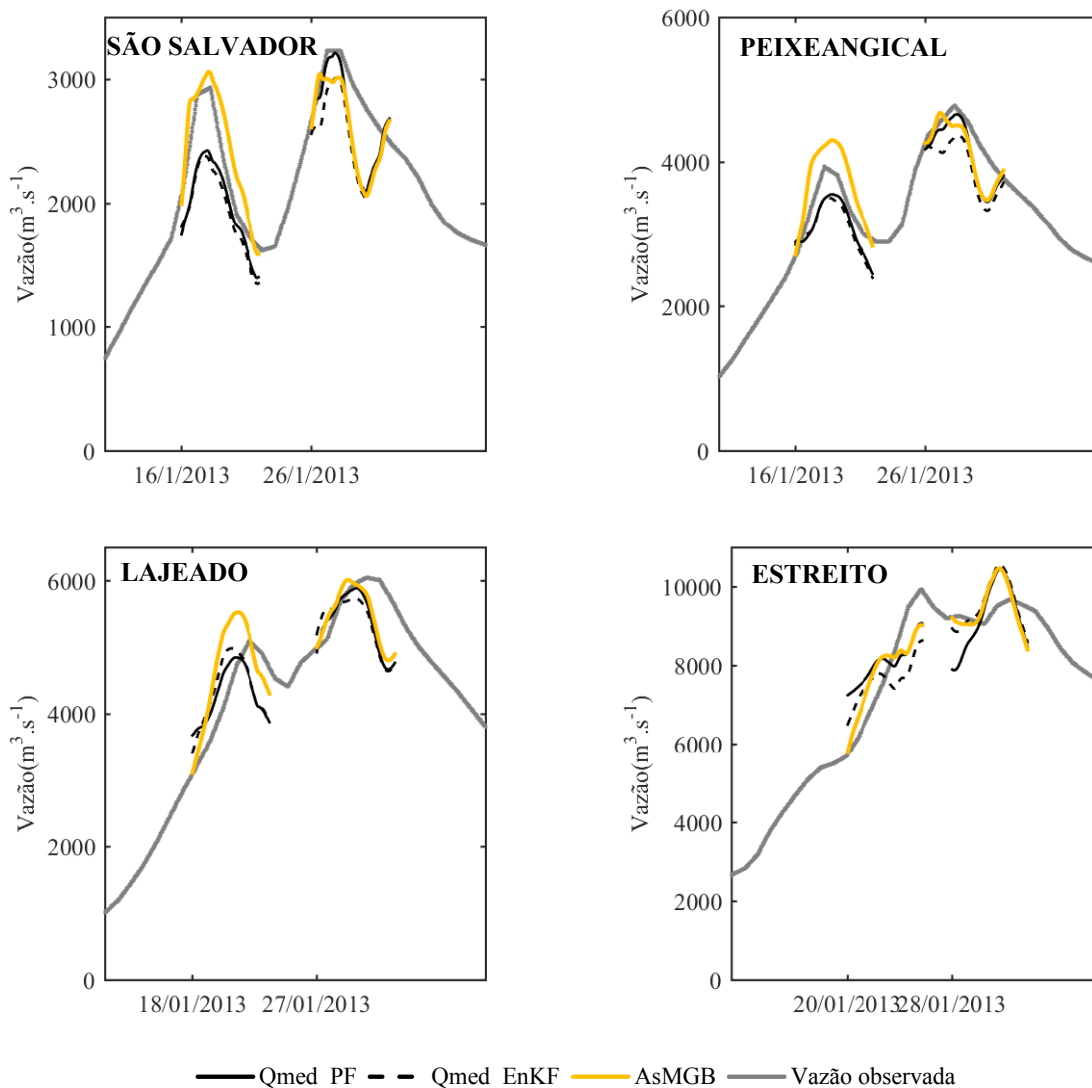 SÃO SALVADOR
Vazão(m³.s⁻¹)
3000
2000
1000
0
16/1/2013 26/1/2013
PEIXEANGICAL
Vazão(m³.s⁻¹)
6000
4000
2000
0
16/1/2013 26/1/2013
LAJEADO
Vazão(m³.s⁻¹)
6000
4000
2000
0
18/01/2013 27/01/2013
ESTREITO
Vazão(m³.s⁻¹)
10000
8000
6000
4000
2000
0
20/01/2013 28/01/2013
Qmed PF Qmed EnKF AsMGB Vazão observada